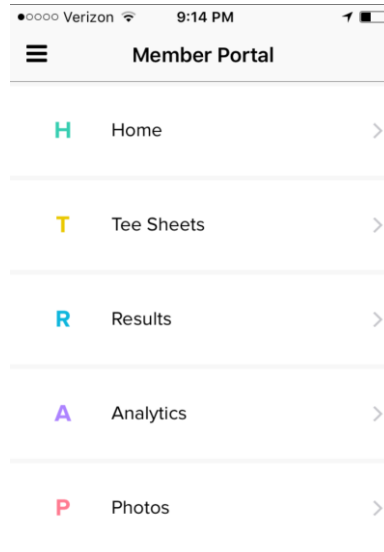 Verizon 9:14 PM
Member Portal
H Home
T Tee Sheets
R Results
A Analytics
P Photos